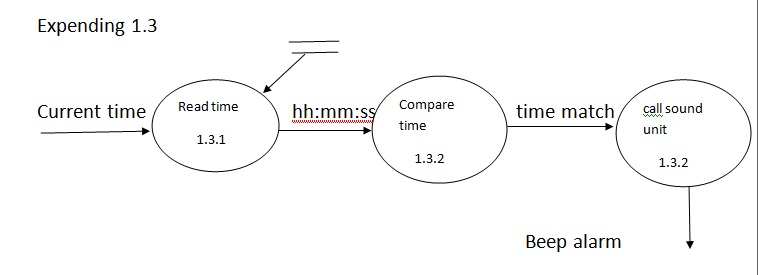 Expending 1.3
Current time
Read time
1.3.1
hh:mm:ss
Compare
time
1.3.2
time match
call sound
unit
1.3.2
Beep alarm